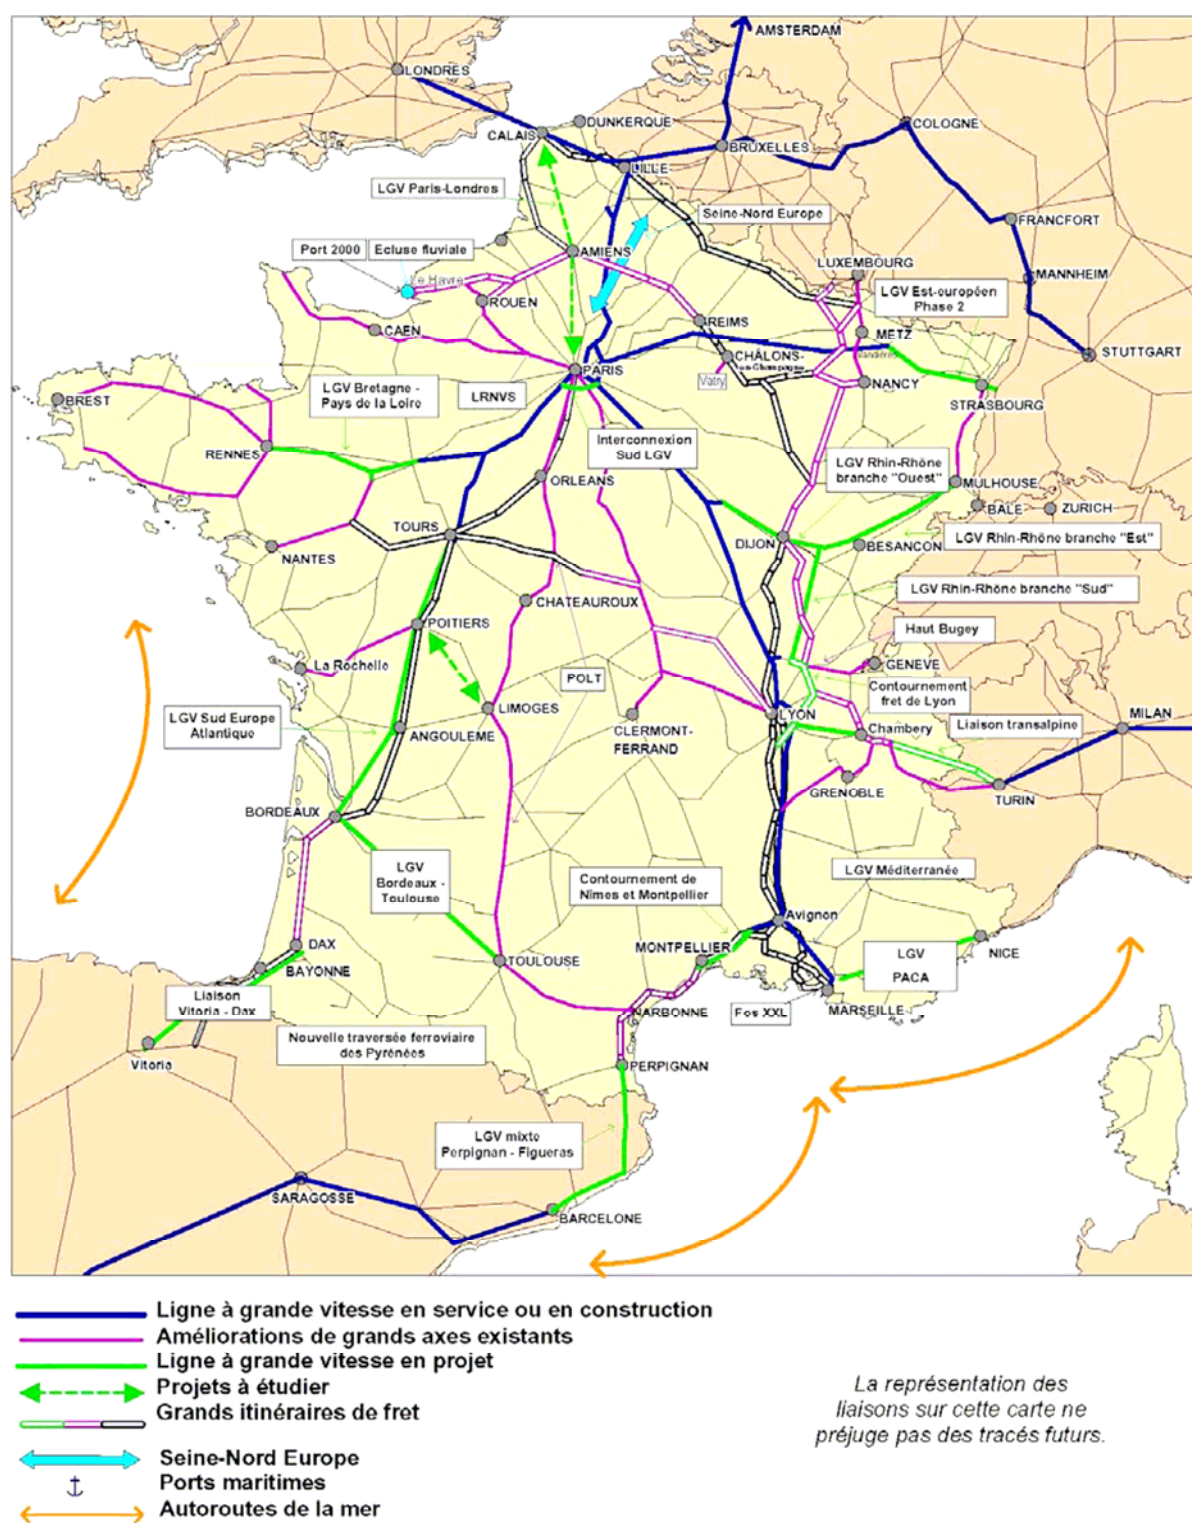 AMSTERDAM
LONDRES
DUNKERQUE
COLOGNE
CALAIS
BRUXELLES
LILLE
LGV Paris-Londres
Seine-Nord Europe
FRANCFORT
Port 2000
Ecluse fluviale
AMIENS
LUXEMBOURG
MANNHEIM
Le Havre
LGV Est-européen
Phase 2
ROUEN
REIMS
CAEN
METZ
STUTTGART
CHÂLONS-
en-Champagne
Vandières
PARIS
Vatry
NANCY
LGV Bretagne -
Pays de la Loire
LRNVS
BREST
STRASBOURG
Interconnexion
Sud LGV
RENNES
LGV Rhin-Rhône
branche "Ouest"
ORLEANS
MULHOUSE
BALE
ZURICH
TOURS
DIJON
BESANCON
LGV Rhin-Rhône branche "Est"
NANTES
LGV Rhin-Rhône branche "Sud"
CHATEAUROUX
POITIERS
Haut Bugey
La Rochelle
GENEVE
POLT
Contournement
fret de Lyon
LIMOGES
LYON
MILAN
LGV Sud Europe
Atlantique
ANGOULEME
CLERMONT-
FERRAND
Chambery
Liaison transalpine
GRENOBLE
TURIN
BORDEAUX
LGV
Bordeaux -
Toulouse
Contournement de
Nîmes et Montpellier
LGV Méditerranée
Avignon
DAX
MONTPELLIER
NICE
TOULOUSE
LGV
PACA
BAYONNE
Liaison
Vitoria - Dax
NARBONNE
Fos XXL
MARSEILLE
Nouvelle traversée ferroviaire
des Pyrénées
Vitoria
PERPIGNAN
LGV mixte
Perpignan - Figueras
SARAGOSSE
BARCELONE
Ligne à grande vitesse en service ou en construction
Améliorations de grands axes existants
Ligne à grande vitesse en projet
Projets à étudier
Grands itinéraires de fret
Seine-Nord Europe
Ports maritimes
Autoroutes de la mer
La représentation des
liaisons sur cette carte ne
préjuge pas des tracés futurs.